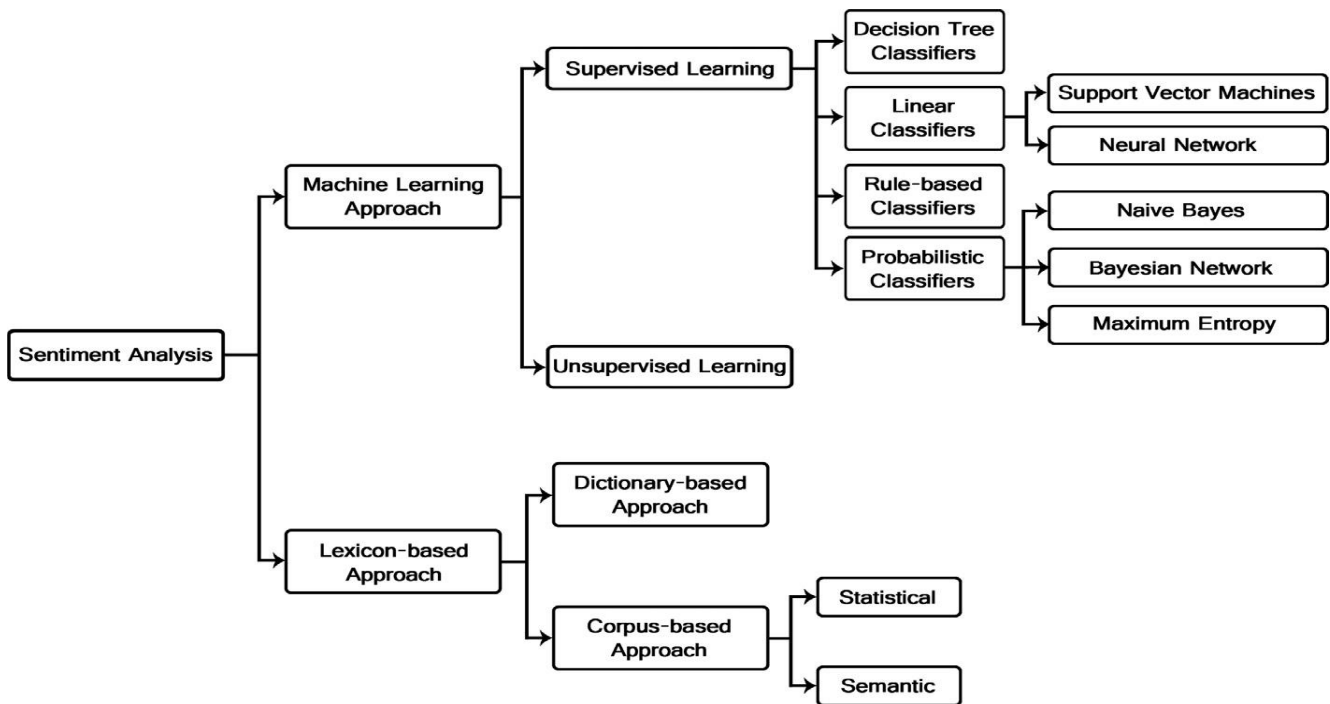 Sentiment Analysis
Machine Learning
Approach
Supervised Learning
Decision Tree
Classifiers
Linear
Classifiers
Support Vector Machines
Neural Network
Rule-based
Classifiers
Probabilistic
Classifiers
Naive Bayes
Bayesian Network
Maximum Entropy
Unsupervised Learning
Lexicon-based
Approach
Dictionary-based
Approach
Corpus-based
Approach
Statistical
Semantic